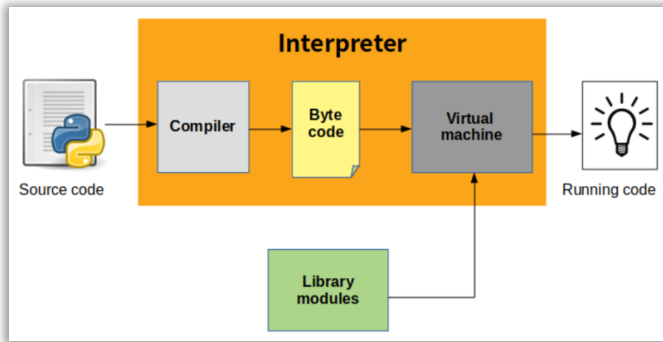 Interpreter
Compiler
Byte
code
Virtual
machine
Source code
Running code
Library
modules